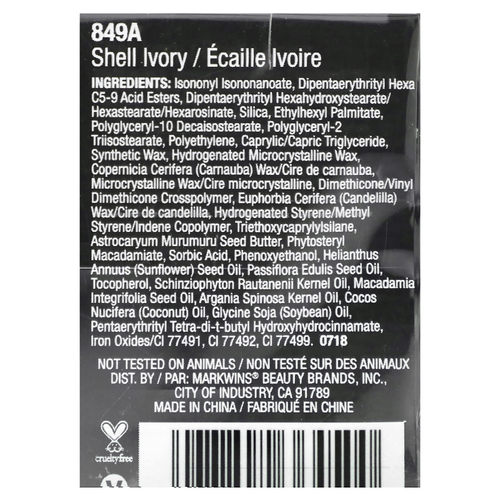 849A
Shell Ivory / Écaille Ivoire
INGREDIENTS: Isononyl Isononanoate, Dipentaerythrityl Hexa
C5-9 Acid Esters, Dipentaerythrityl Hexahydroxystearate/
Hexastearate/Hexarosinate, Silica, Ethylhexyl Palmitate,
Polyglyceryl-10 Decaisostearate, Polyglyceryl-2
Triisostearate, Polyethylene, Caprylic/Capric Triglyceride,
Synthetic Wax, Hydrogenated Microcrystalline Wax,
Copernicia Cerifera (Carnauba) Wax/Cire de carnauba,
Microcrystalline Wax/Cire microcrystalline, Dimethicone/Vinyl
Dimethicone Crosspolymer, Euphorbia Cerifera (Candelilla)
Wax/Cire de candelilla, Hydrogenated Styrene/Methyl
Styrene/Indene Copolymer, Triethoxycaprylylsilane,
Astrocaryum Murumuru Seed Butter, Phytosteryl
Macadamiate, Sorbic Acid, Phenoxyethanol, Helianthus
Annuus (Sunflower) Seed Oil, Passiflora Edulis Seed Oil,
Tocopherol, Schinziophyton Rautanenii Kernel Oil, Macadamia
Integrifolia Seed Oil, Argania Spinosa Kernel Oil, Cocos
Nucifera (Coconut) Oil, Glycine Soja (Soybean) Oil,
Pentaerythrityl Tetra-di-t-butyl Hydroxyhydrocinnamate,
Iron Oxides/CI 77491, CI 77492, CI 77499. 0718
NOT TESTED ON ANIMALS / NON TESTÉ SUR DES ANIMAUX
DIST. BY / PAR: MARKWINS® BEAUTY BRANDS, INC.,
CITY OF INDUSTRY, CA 91789
MADE IN CHINA / FABRIQUÉ EN CHINE
crueltyfree